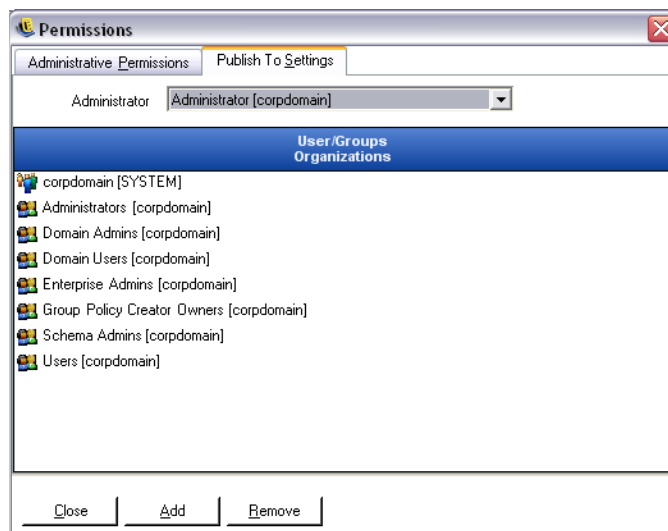 Permissions
Administrative Permissions Publish To Settings
Administrator Administrator [corpdomain]
User/Groups
Organizations
corpdomain [SYSTEM]
Administrators [corpdomain]
Domain Admins [corpdomain]
Domain Users [corpdomain]
Enterprise Admins [corpdomain]
Group Policy Creator Owners [corpdomain]
Schema Admins [corpdomain]
Users [corpdomain]
Close Add Remove